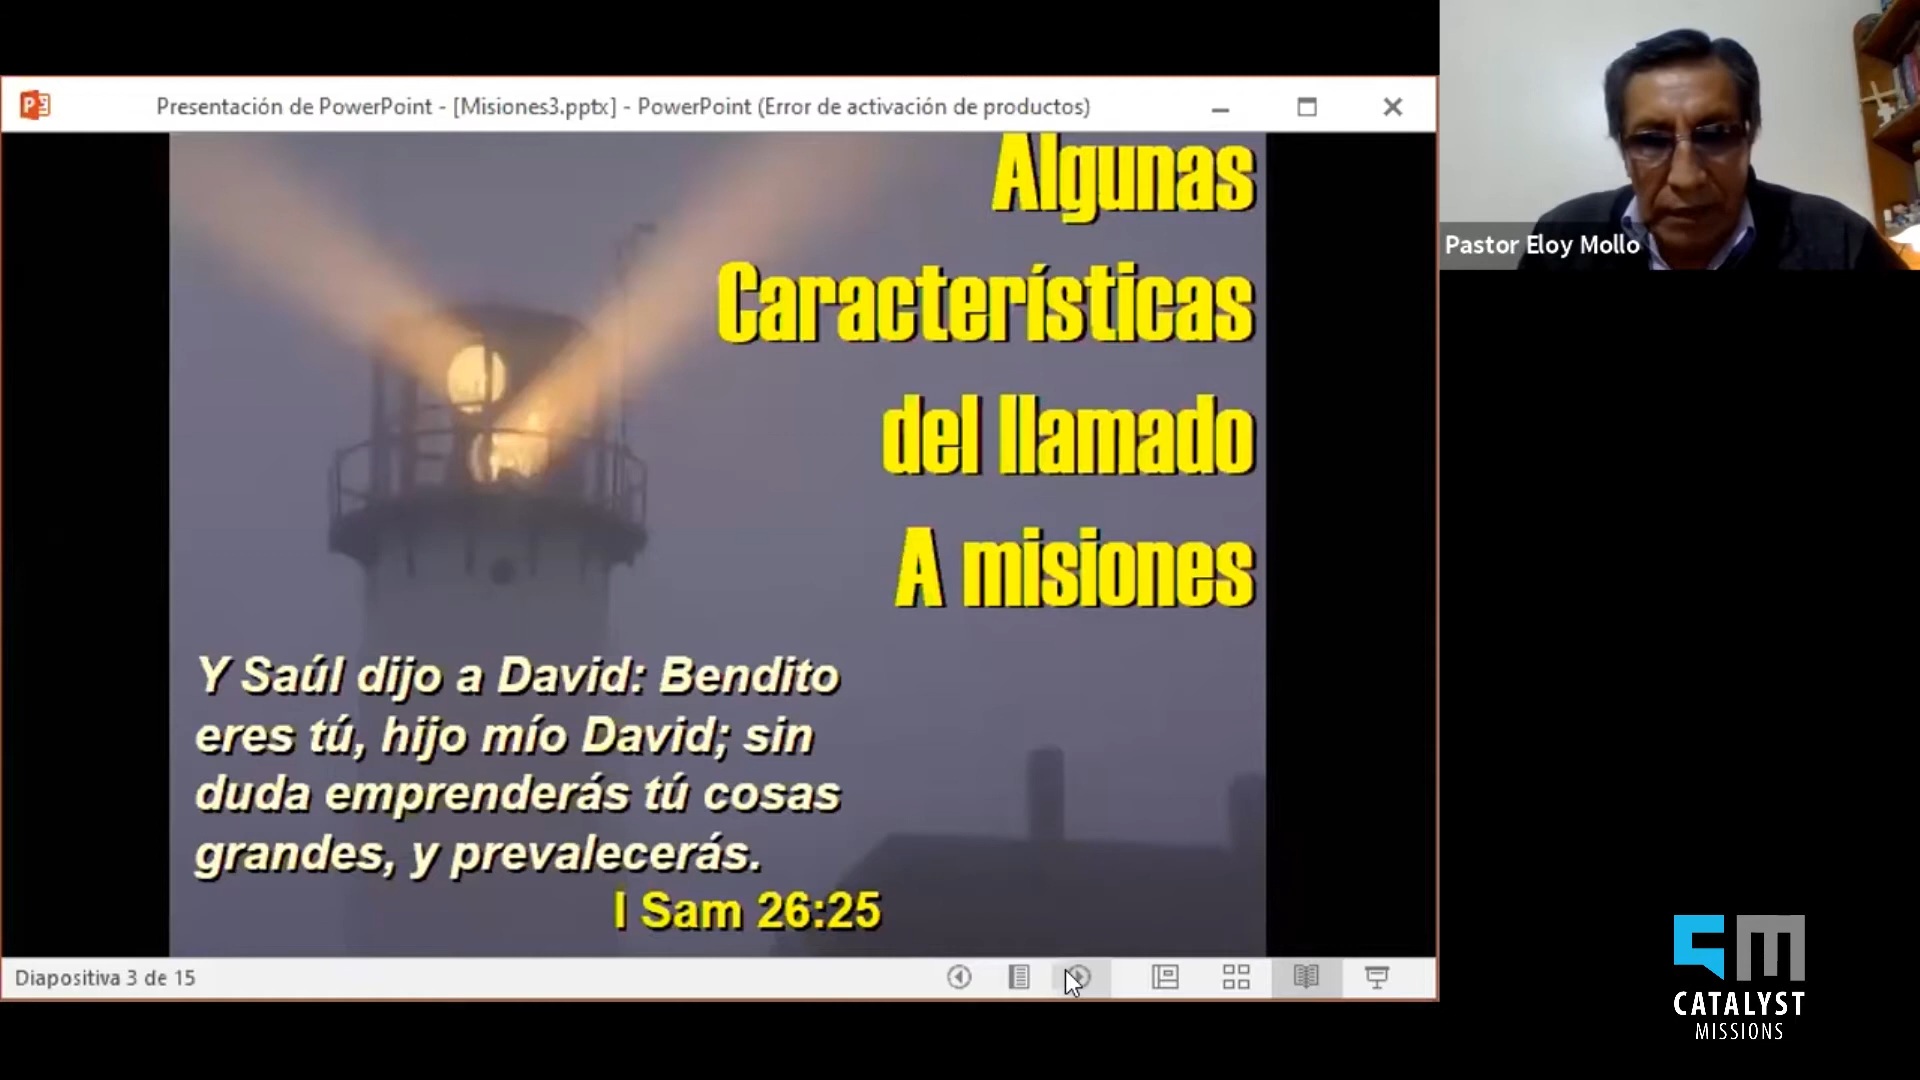 Presentación de PowerPoint - [Misiones3.pptx] - PowerPoint (Error de activación de productos)
Algunas
Características
del llamado
A misiones
Y Saúl dijo a David: Bendito
eres tú, hijo mío David; sin
duda emprenderás tú cosas
grandes, y prevalecerás.
I Sam 26:25
Diapositiva 3 de 15
Pastor Eloy Mollo
CM
CATALYST
MISSIONS